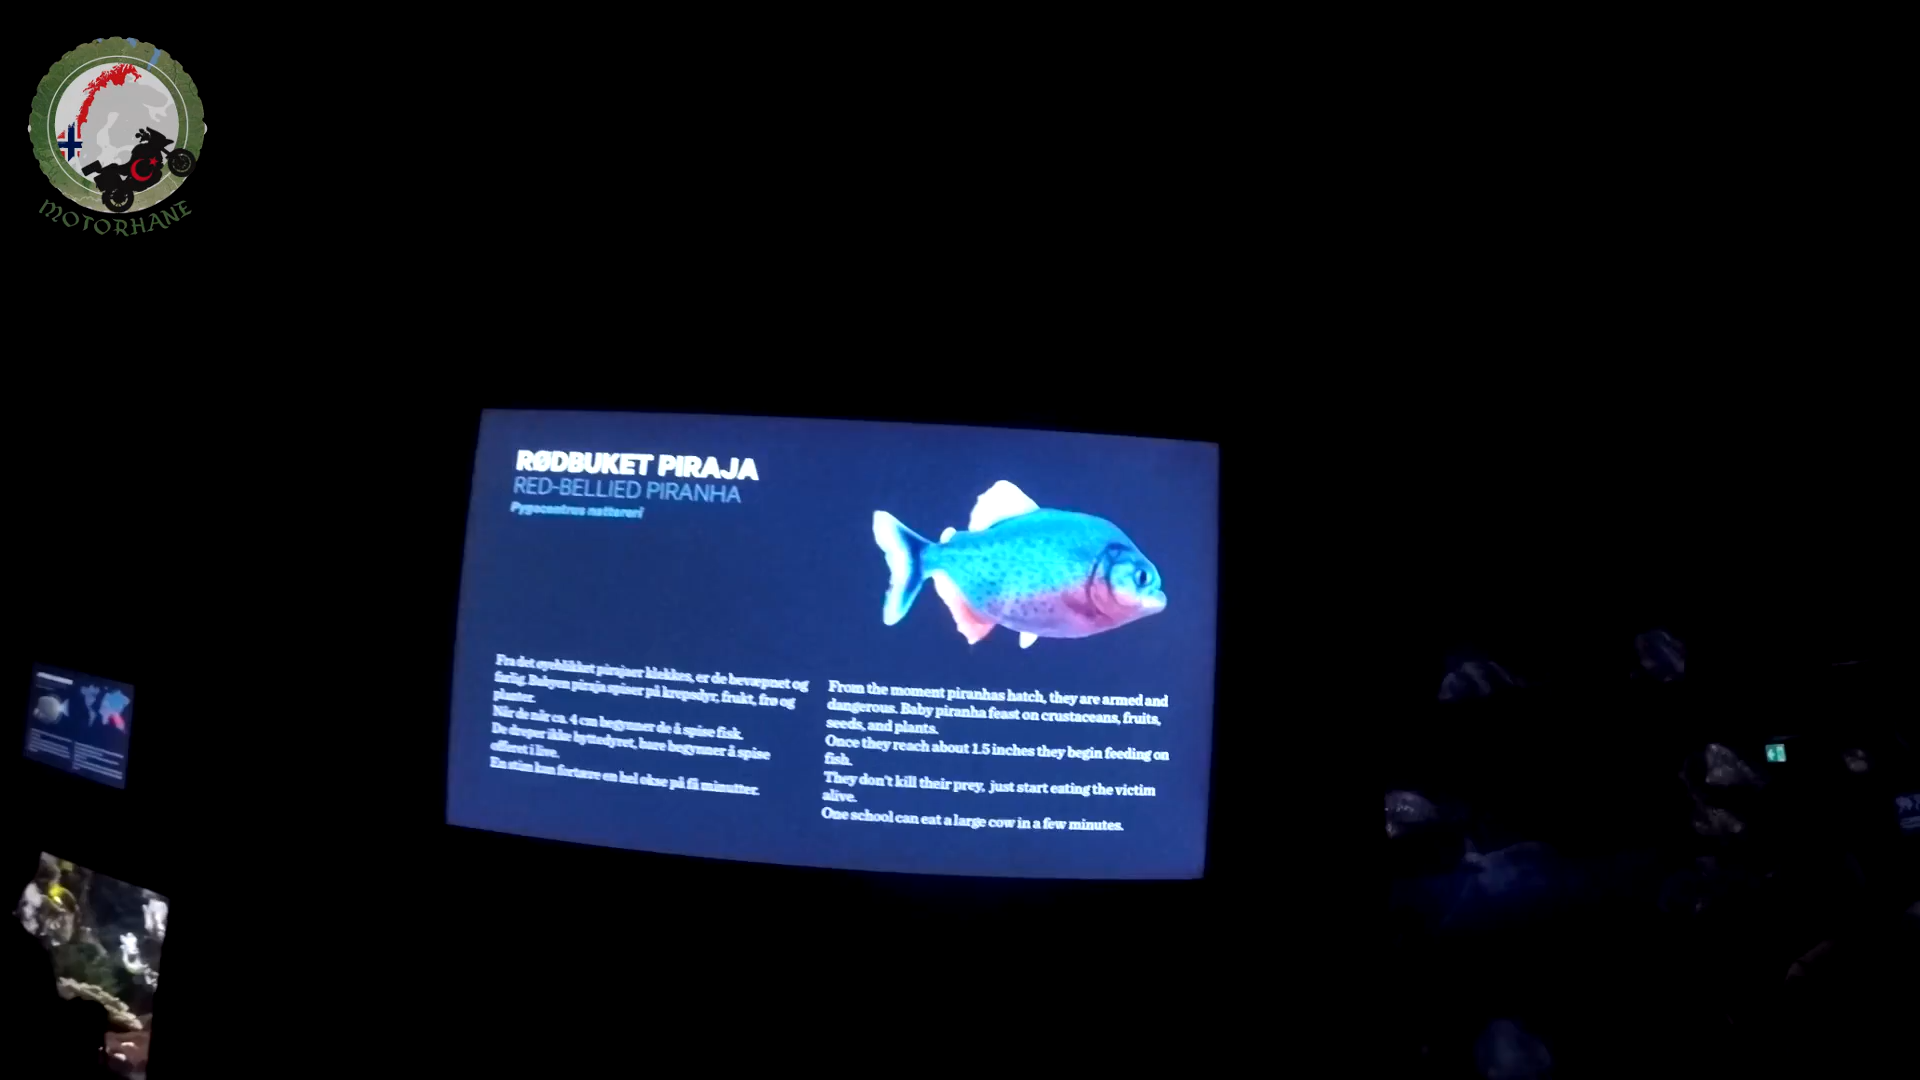 MOTORHANE
RØDBUKET PIRAJA
RED-BELLIED PIRANHA
Pygocentrus nattereri
Fra det øyeblikket pirajaer klekkes, er de bevæpnet og
farlig. Babyen piraja spiser på krepsdyr, frukt, frø og
planter.
Når de når ca. 4 cm begynner de å spise fisk.
De dreper ikke byttedyret, bare begynner å spise
offeret i live.
En stim kan fortære en hel okse på få minutter.
From the moment piranhas hatch, they are armed and
dangerous. Baby piranha feast on crustaceans, fruits,
seeds, and plants.
Once they reach about 1.5 inches they begin feeding on
fish.
They don't kill their prey, just start eating the victim
alive.
One school can eat a large cow in a few minutes.